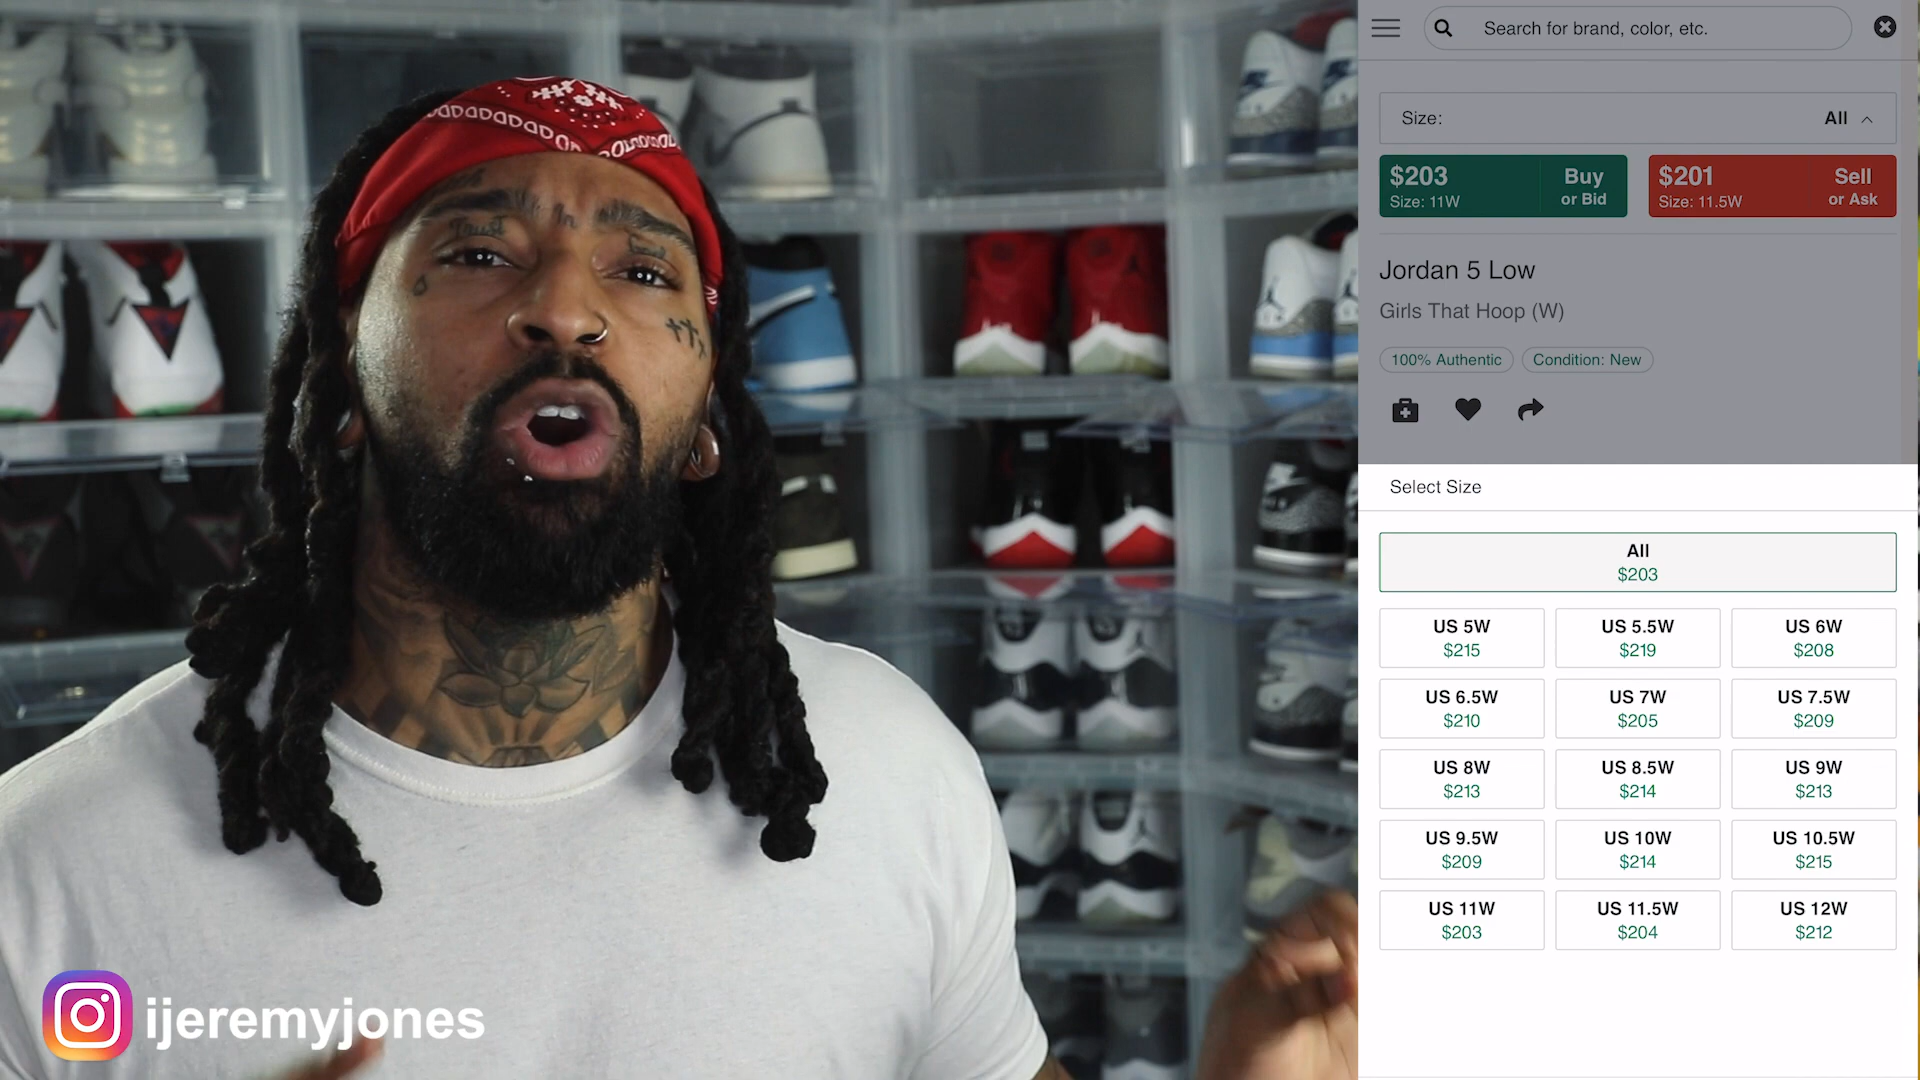 Search for brand, color, etc.
Size:
All
$203
Size: 11W
Buy
or Bid
$201
Size: 11.5W
Sell
or Ask
Jordan 5 Low
Girls That Hoop (W)
100% Authentic
Condition: New
Select Size
All
$203
US 5W
$215
US 5.5W
$219
US 6W
$208
US 6.5W
$210
US 7W
$205
US 7.5W
$209
US 8W
$213
US 8.5W
$214
US 9W
$213
US 9.5W
$209
US 10W
$214
US 10.5W
$215
US 11W
$203
US 11.5W
$204
US 12W
$212
ijeremyjones